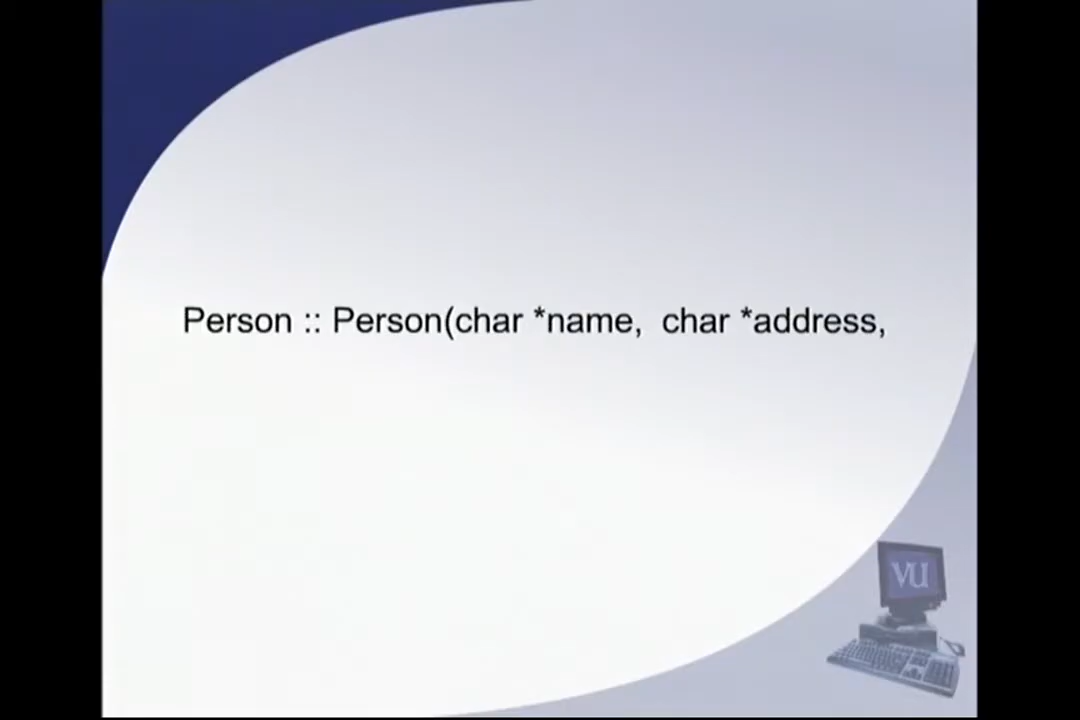 Person :: Person(char *name,  char *address,
VU